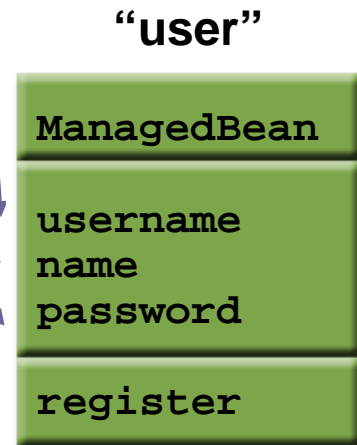 “user”
ManagedBean
username
name
password
register